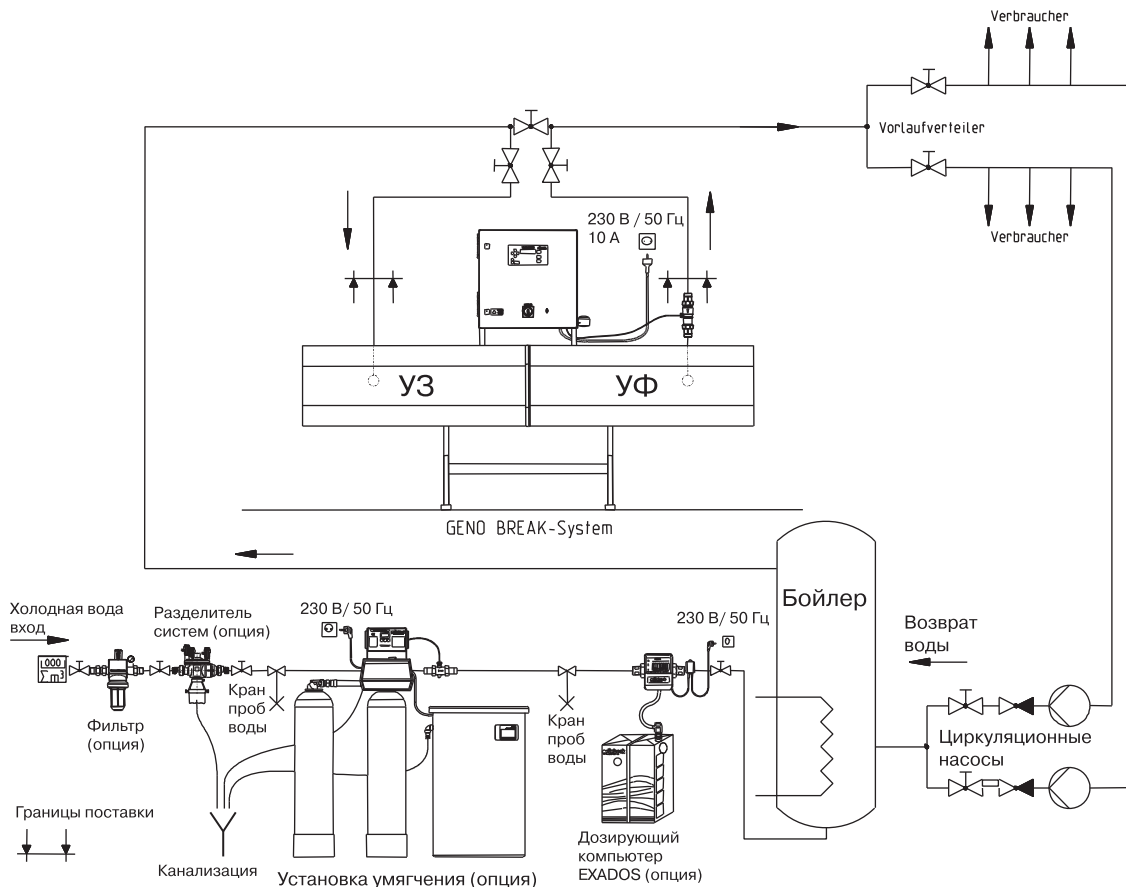 Verbraucher
Vorlaufverteiler
Verbraucher
230 В / 50 Гц
10 А
УЗ
УФ
GENO BREAK-System
Бойлер
Холодная вода
вход
Разделитель
систем (опция)
230 В/ 50 Гц
230 В/ 50 Гц
Возврат
воды
Кран
проб
воды
Кран
проб
воды
Фильтр
(опция)
Циркуляционные
насосы
Границы поставки
Канализация
Установка умягчения (опция)
Дозирующий
компьютер
EXADOS (опция)